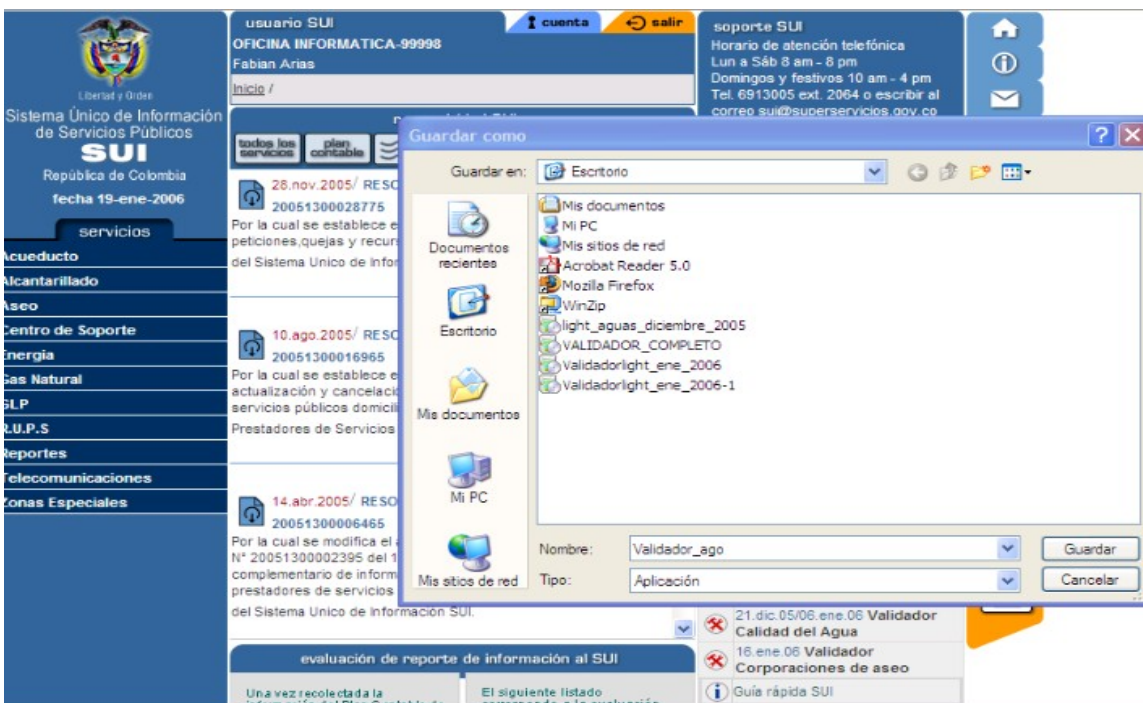 Libertad y Orden
Sistema Único de Información
de Servicios Públicos
SUI
República de Colombia
fecha 19-ene-2006
servicios
Acueducto
Alcantarillado
Aseo
Centro de Soporte
Energia
Gas Natural
GLP
R.U.P.S
Reportes
Telecomunicaciones
Zonas Especiales
usuario SUI
cuenta
salir
OFICINA INFORMATICA-99998
Fabian Arias
Inicio /
todos los servicios
plan contable
28.nov.2005/ RESO
20051300028775
Por la cual se establece e
peticiones,quejas y recurs
del Sistema Unico de Infor
10.ago.2005/ RESO
20051300016965
Por la cual se establece e
actualización y cancelació
servicios públicos domicili
Prestadores de Servicios
14.abr.2005/ RESO
20051300006465
Por la cual se modifica el a
N° 20051300002395 del 1
complementario de inform
prestadores de servicios
del Sistema Unico de Información SUI.
evaluación de reporte de información al SUI
Una vez recolectada la
El siguiente listado
soporte SUI
Horario de atención telefónica
Lun a Sáb 8 am - 8 pm
Domingos y festivos 10 am - 4 pm
Tel. 6913005 ext. 2064 o escribir al
correo sui@superservicios.gov.co
Guardar como
Guardar en:
Escritorio
Documentos recientes
Escritorio
Mis documentos
Mi PC
Mis sitios de red
Mis documentos
Mi PC
Mis sitios de red
Acrobat Reader 5.0
Mozilla Firefox
WinZip
light_aguas_diciembre_2005
VALIDADOR_COMPLETO
Validadorlight_ene_2006
Validadorlight_ene_2006-1
Nombre:
Validador_ago
Guardar
Tipo:
Aplicación
Cancelar
21.dic.05/06.ene.06 Validador
Calidad del Agua
16.ene.06 Validador
Corporaciones de aseo
Guía rápida SUI